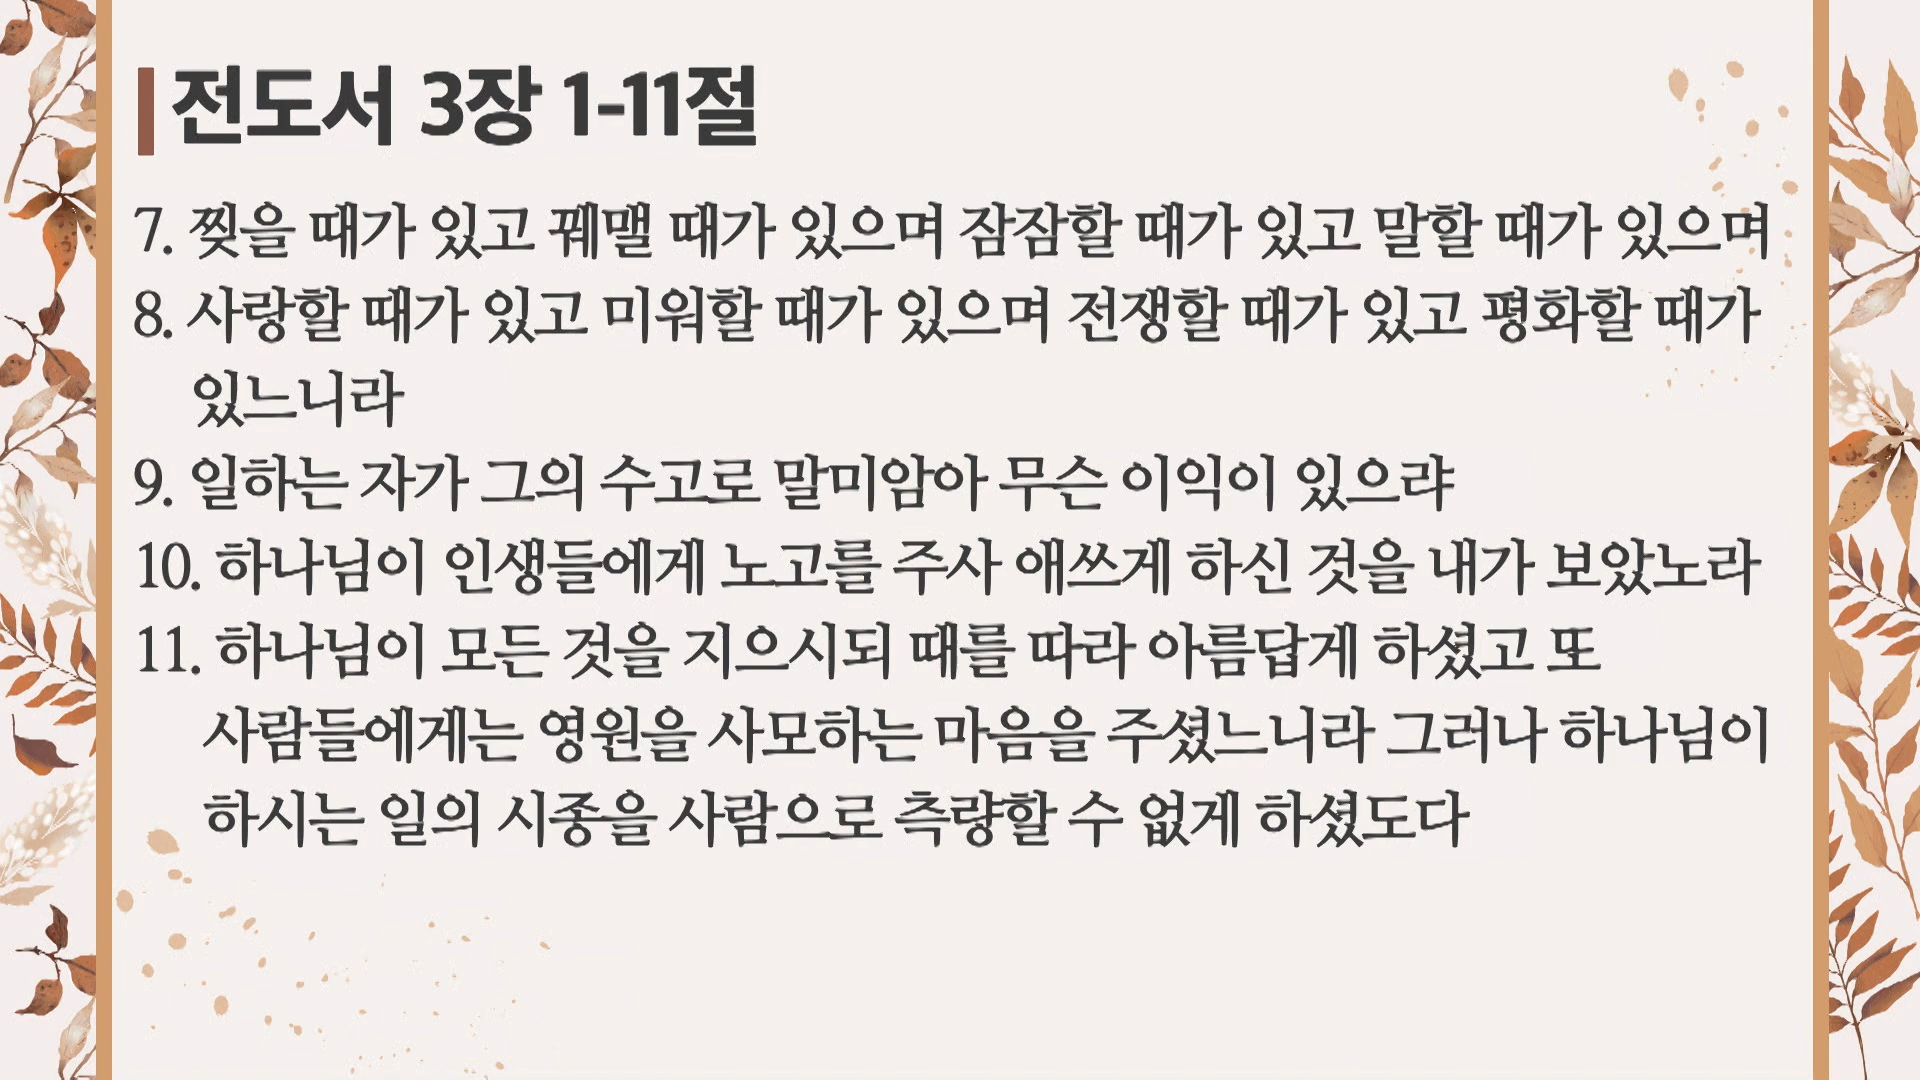 전도서 3장 1-11절
7. 찢을 때가 있고 꿰맬 때가 있으며 잠잠할 때가 있고 말할 때가 있으며
8. 사랑할 때가 있고 미워할 때가 있으며 전쟁할 때가 있고 평화할 때가
있느니라
9. 일하는 자가 그의 수고로 말미암아 무슨 이익이 있으랴
10. 하나님이 인생들에게 노고를 주사 애쓰게 하신 것을 내가 보았노라
11. 하나님이 모든 것을 지으시되 때를 따라 아름답게 하셨고 또
사람들에게는 영원을 사모하는 마음을 주셨느니라 그러나 하나님이
하시는 일의 시종을 사람으로 측량할 수 없게 하셨도다